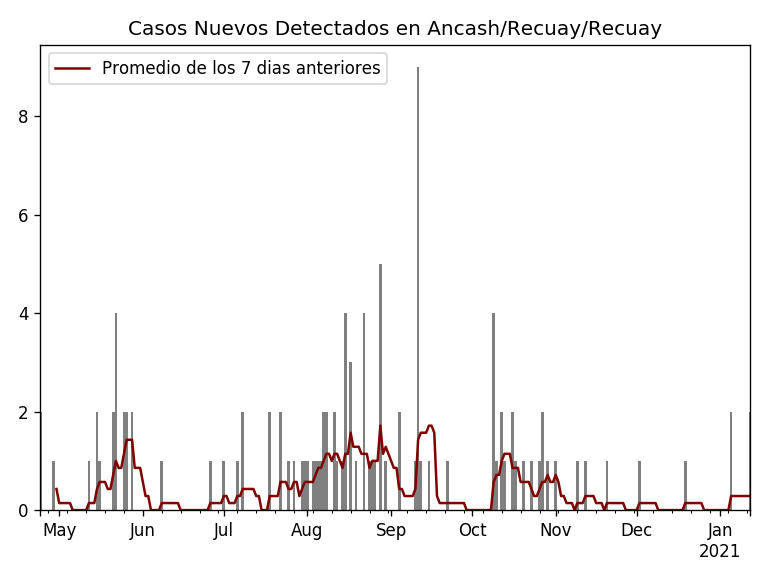 Casos Nuevos Detectados en Ancash/Recuay/Recuay
Promedio de los 7 dias anteriores
8
6
4
2
0
May Jun Jul Aug Sep Oct Nov Dec Jan
2021